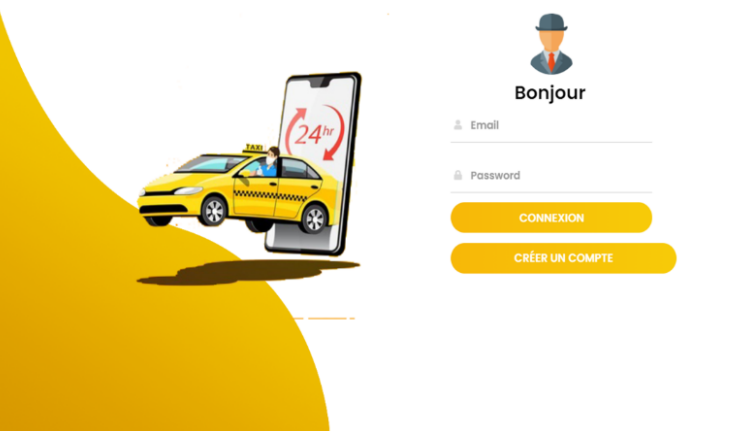 TAXI
24hr
Bonjour
Email
Password
CONNEXION
CRÉER UN COMPTE